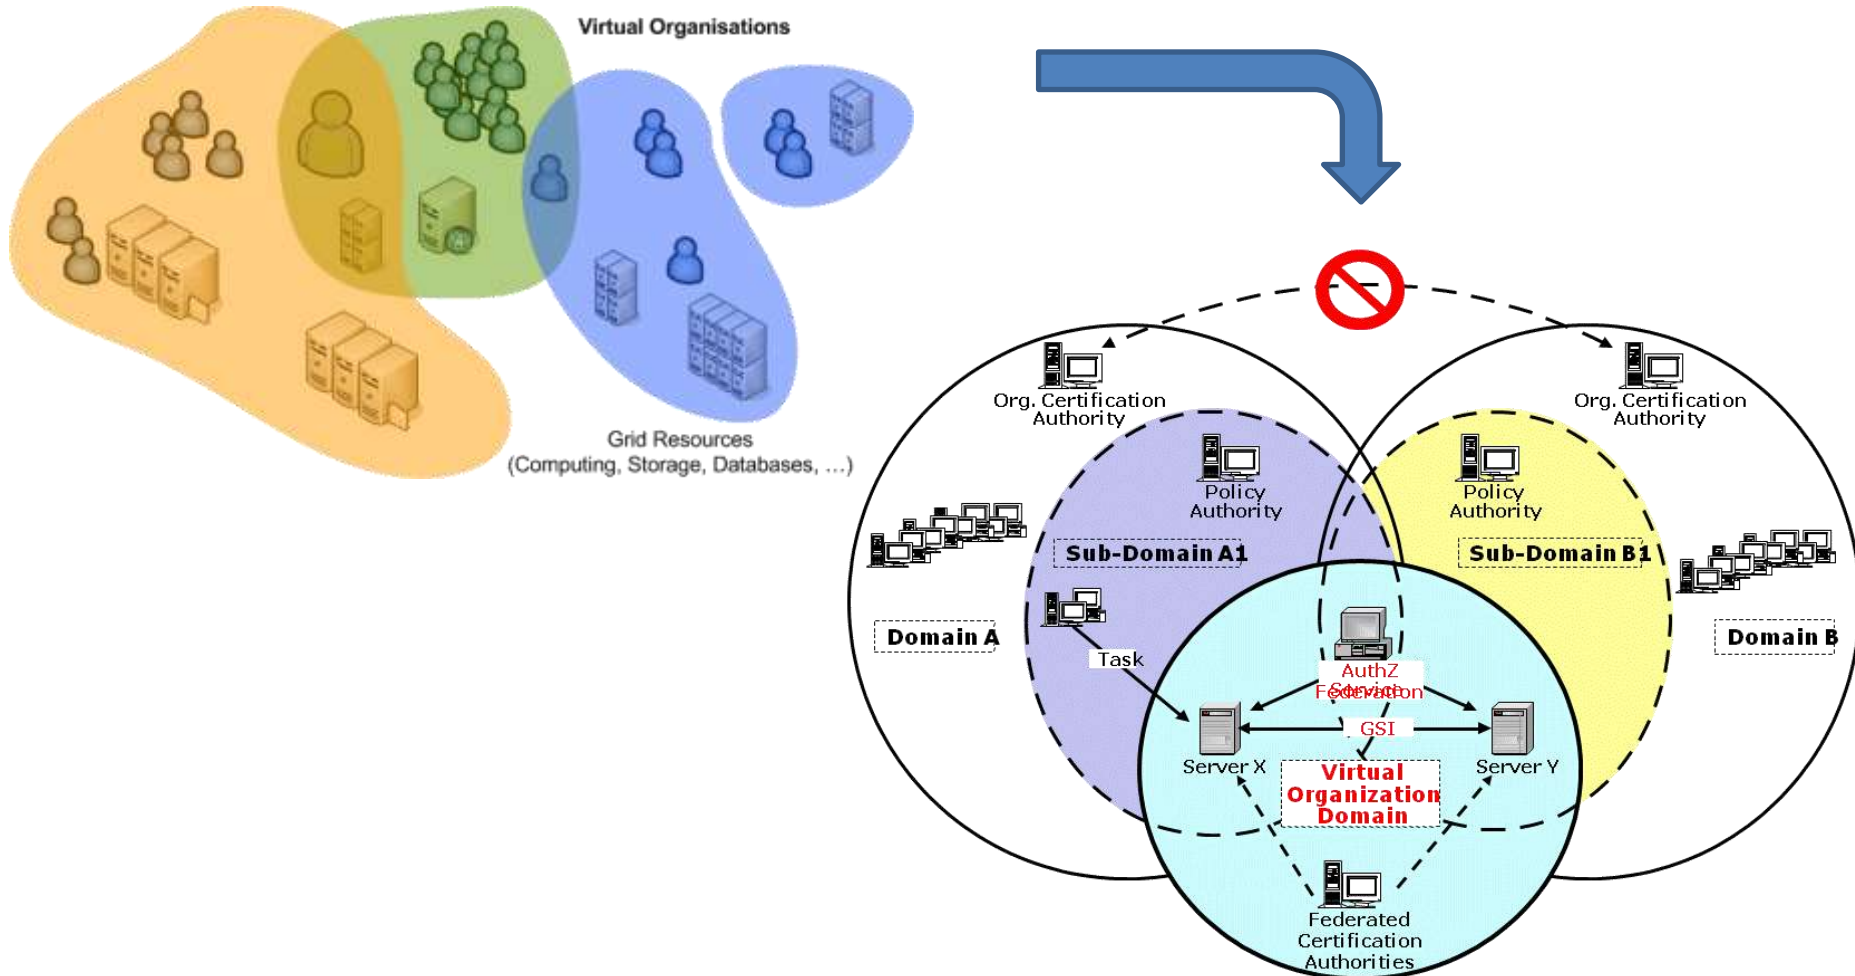 Virtual Organisations
Grid Resources
(Computing, Storage, Databases, ...)
Org. Certification
Authority
Org. Certification
Authority
Policy
Authority
Policy
Authority
Sub-Domain A1
Sub-Domain B1
Domain A
Domain B
Task
AuthZ
Federation
Service
GSI
Server X
Server Y
Virtual
Organization
Domain
Federated
Certification
Authorities